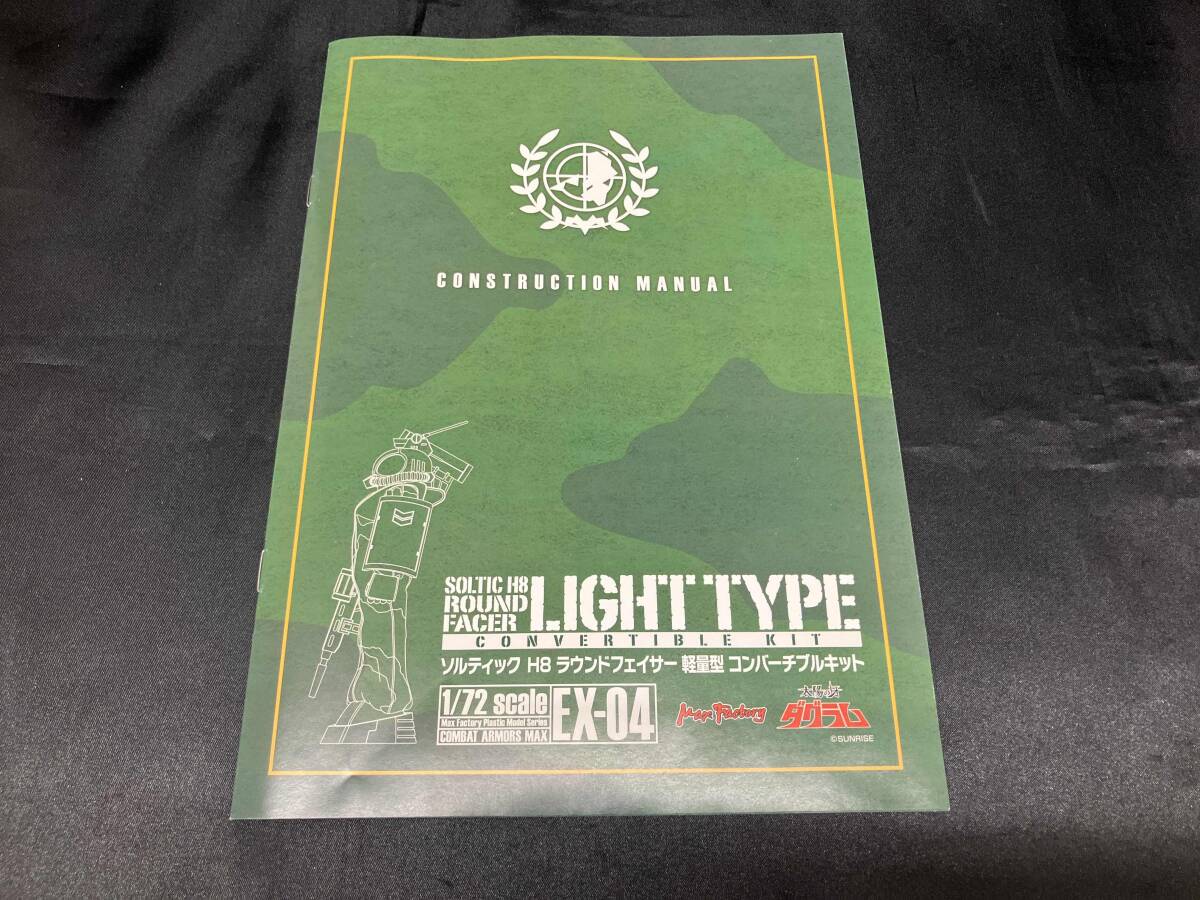 CONSTRUCTION MANUAL
SOLTIC H8
ROUND
FACER
LIGHT TYPE
CONVERTIBLE KIT
ソルティック H8 ラウンドフェイサー 軽量型 コンバーチブルキット
1/72 scale
Max Factory Plastic Model Series
COMBAT ARMORS MAX
EX-04
Max Factory
太陽の牙
ダグラム
©SUNRISE